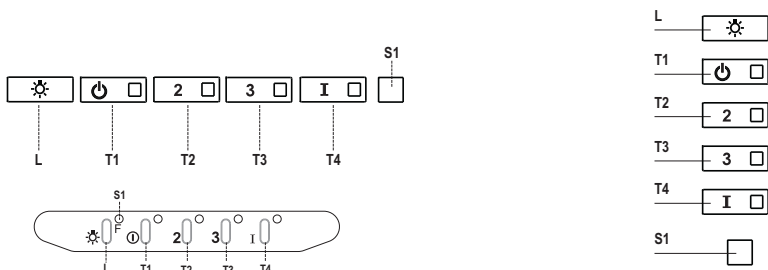 S1
2 3 I
L T1 T2 T3 T4
S1
F
2 3 I
L T1 T2 T3 T4
L
T1
T2 2
T3 3
T4 I
S1